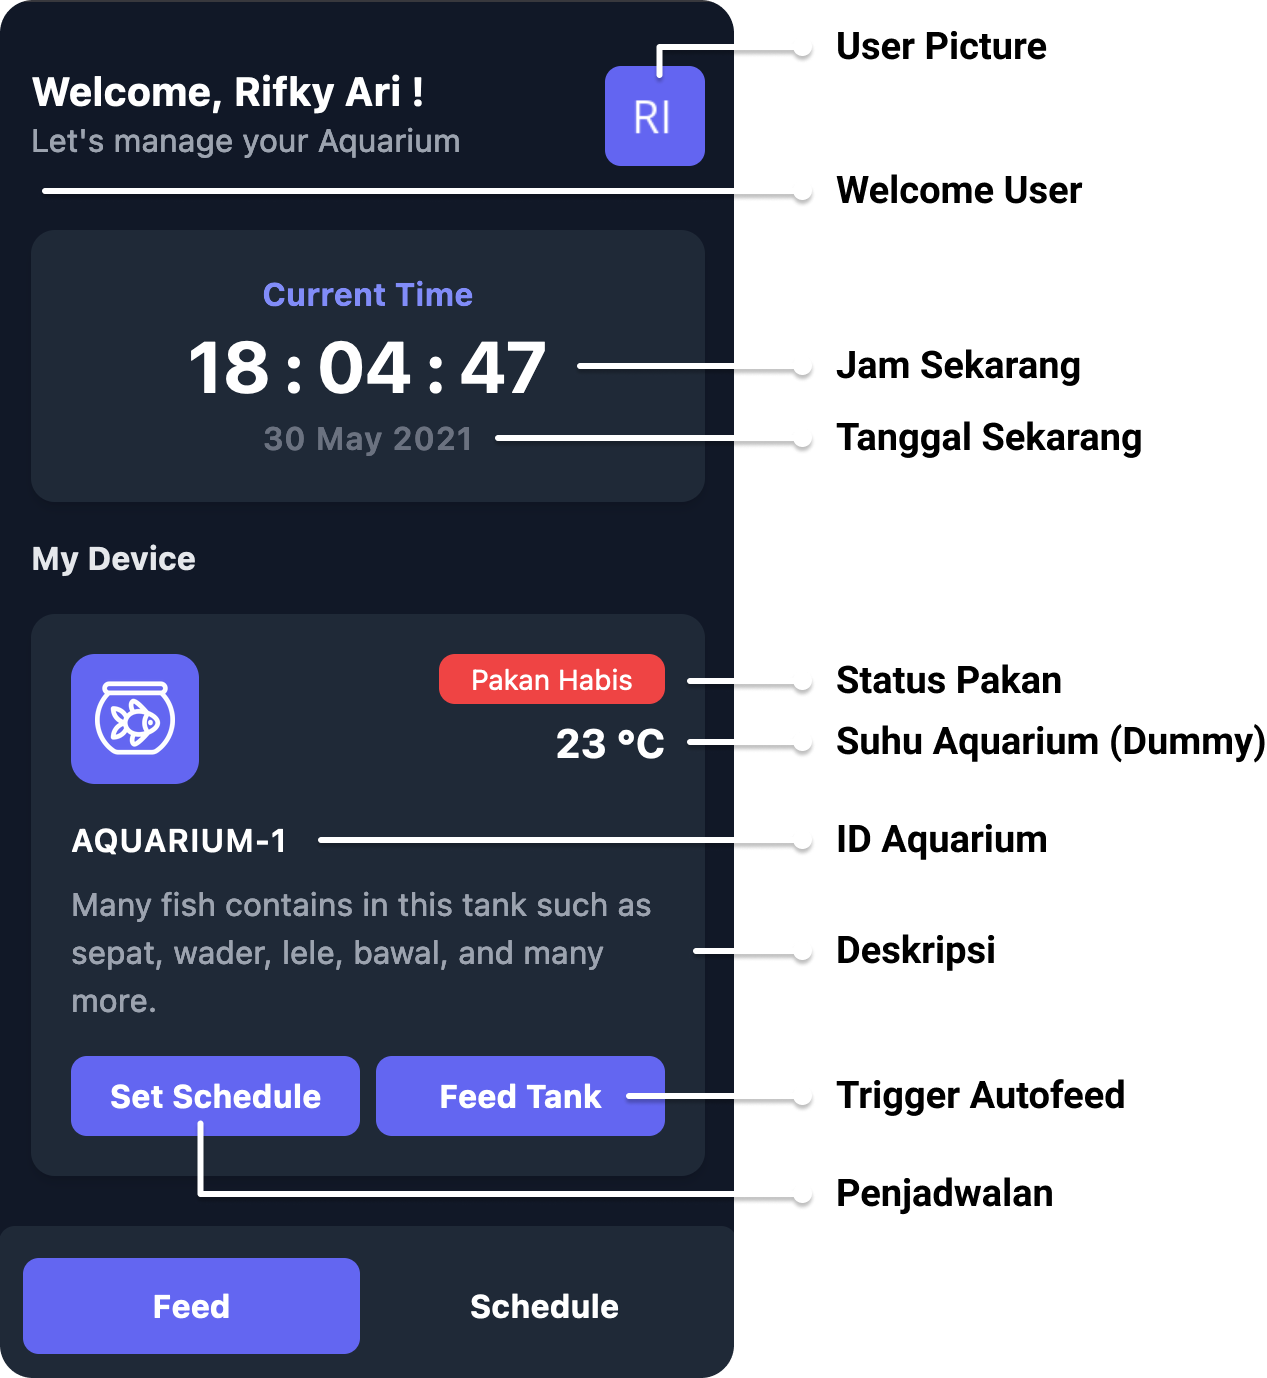 User Picture
Welcome, Rifky Ari !
RI
Let's manage your Aquarium
Welcome User
Current Time
18 : 04 : 47
Jam Sekarang
30 May 2021
Tanggal Sekarang
My Device
Pakan Habis
Status Pakan
23 °C
Suhu Aquarium (Dummy)
AQUARIUM-1
ID Aquarium
Many fish contains in this tank such as
sepat, wader, lele, bawal, and many
more.
Deskripsi
Set Schedule
Feed Tank
Trigger Autofeed
Penjadwalan
Feed
Schedule